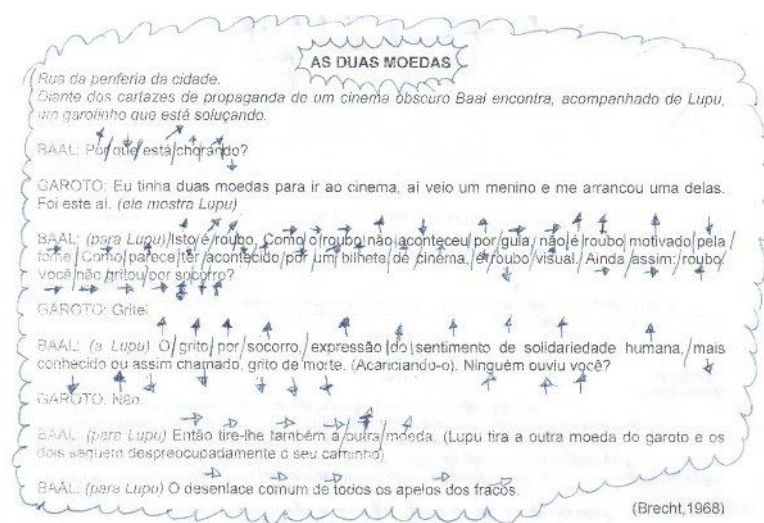 AS DUAS MOEDAS
Rua da periferia da cidade.
Diante dos cartazes de propaganda de um cinema obscuro Baal encontra, acompanhado de Lupu,
um garotinho que está soluçando.
BAAL: Por que está chorando?
GAROTO: Eu tinha duas moedas para ir ao cinema, aí veio um menino e me arrancou uma delas.
Foi este aí. (ele mostra Lupu)
BAAL: (para Lupu) Isto é roubo. Como o roubo não aconteceu por gula, não é roubo motivado pela
fome. Como parece ter acontecido por um bilhete de cinema, é roubo visual. Ainda assim: roubo
você não gritou por socorro?
GAROTO: Gritei
BAAL: (a Lupu) O grito por socorro, expressão do sentimento de solidariedade humana, mais
conhecido ou assim chamado, grito de morte. (Acariciando-o). Ninguém ouviu você?
GAROTO: Não.
BAAL: (para Lupu) Então tire-lhe também a outra moeda. (Lupu tira a outra moeda do garoto e os
dois seguem despreocupadamente o seu caminho)
BAAL: (para Lupu) O desenlace comum de todos os apelos dos fracos.
(Brecht,1968)